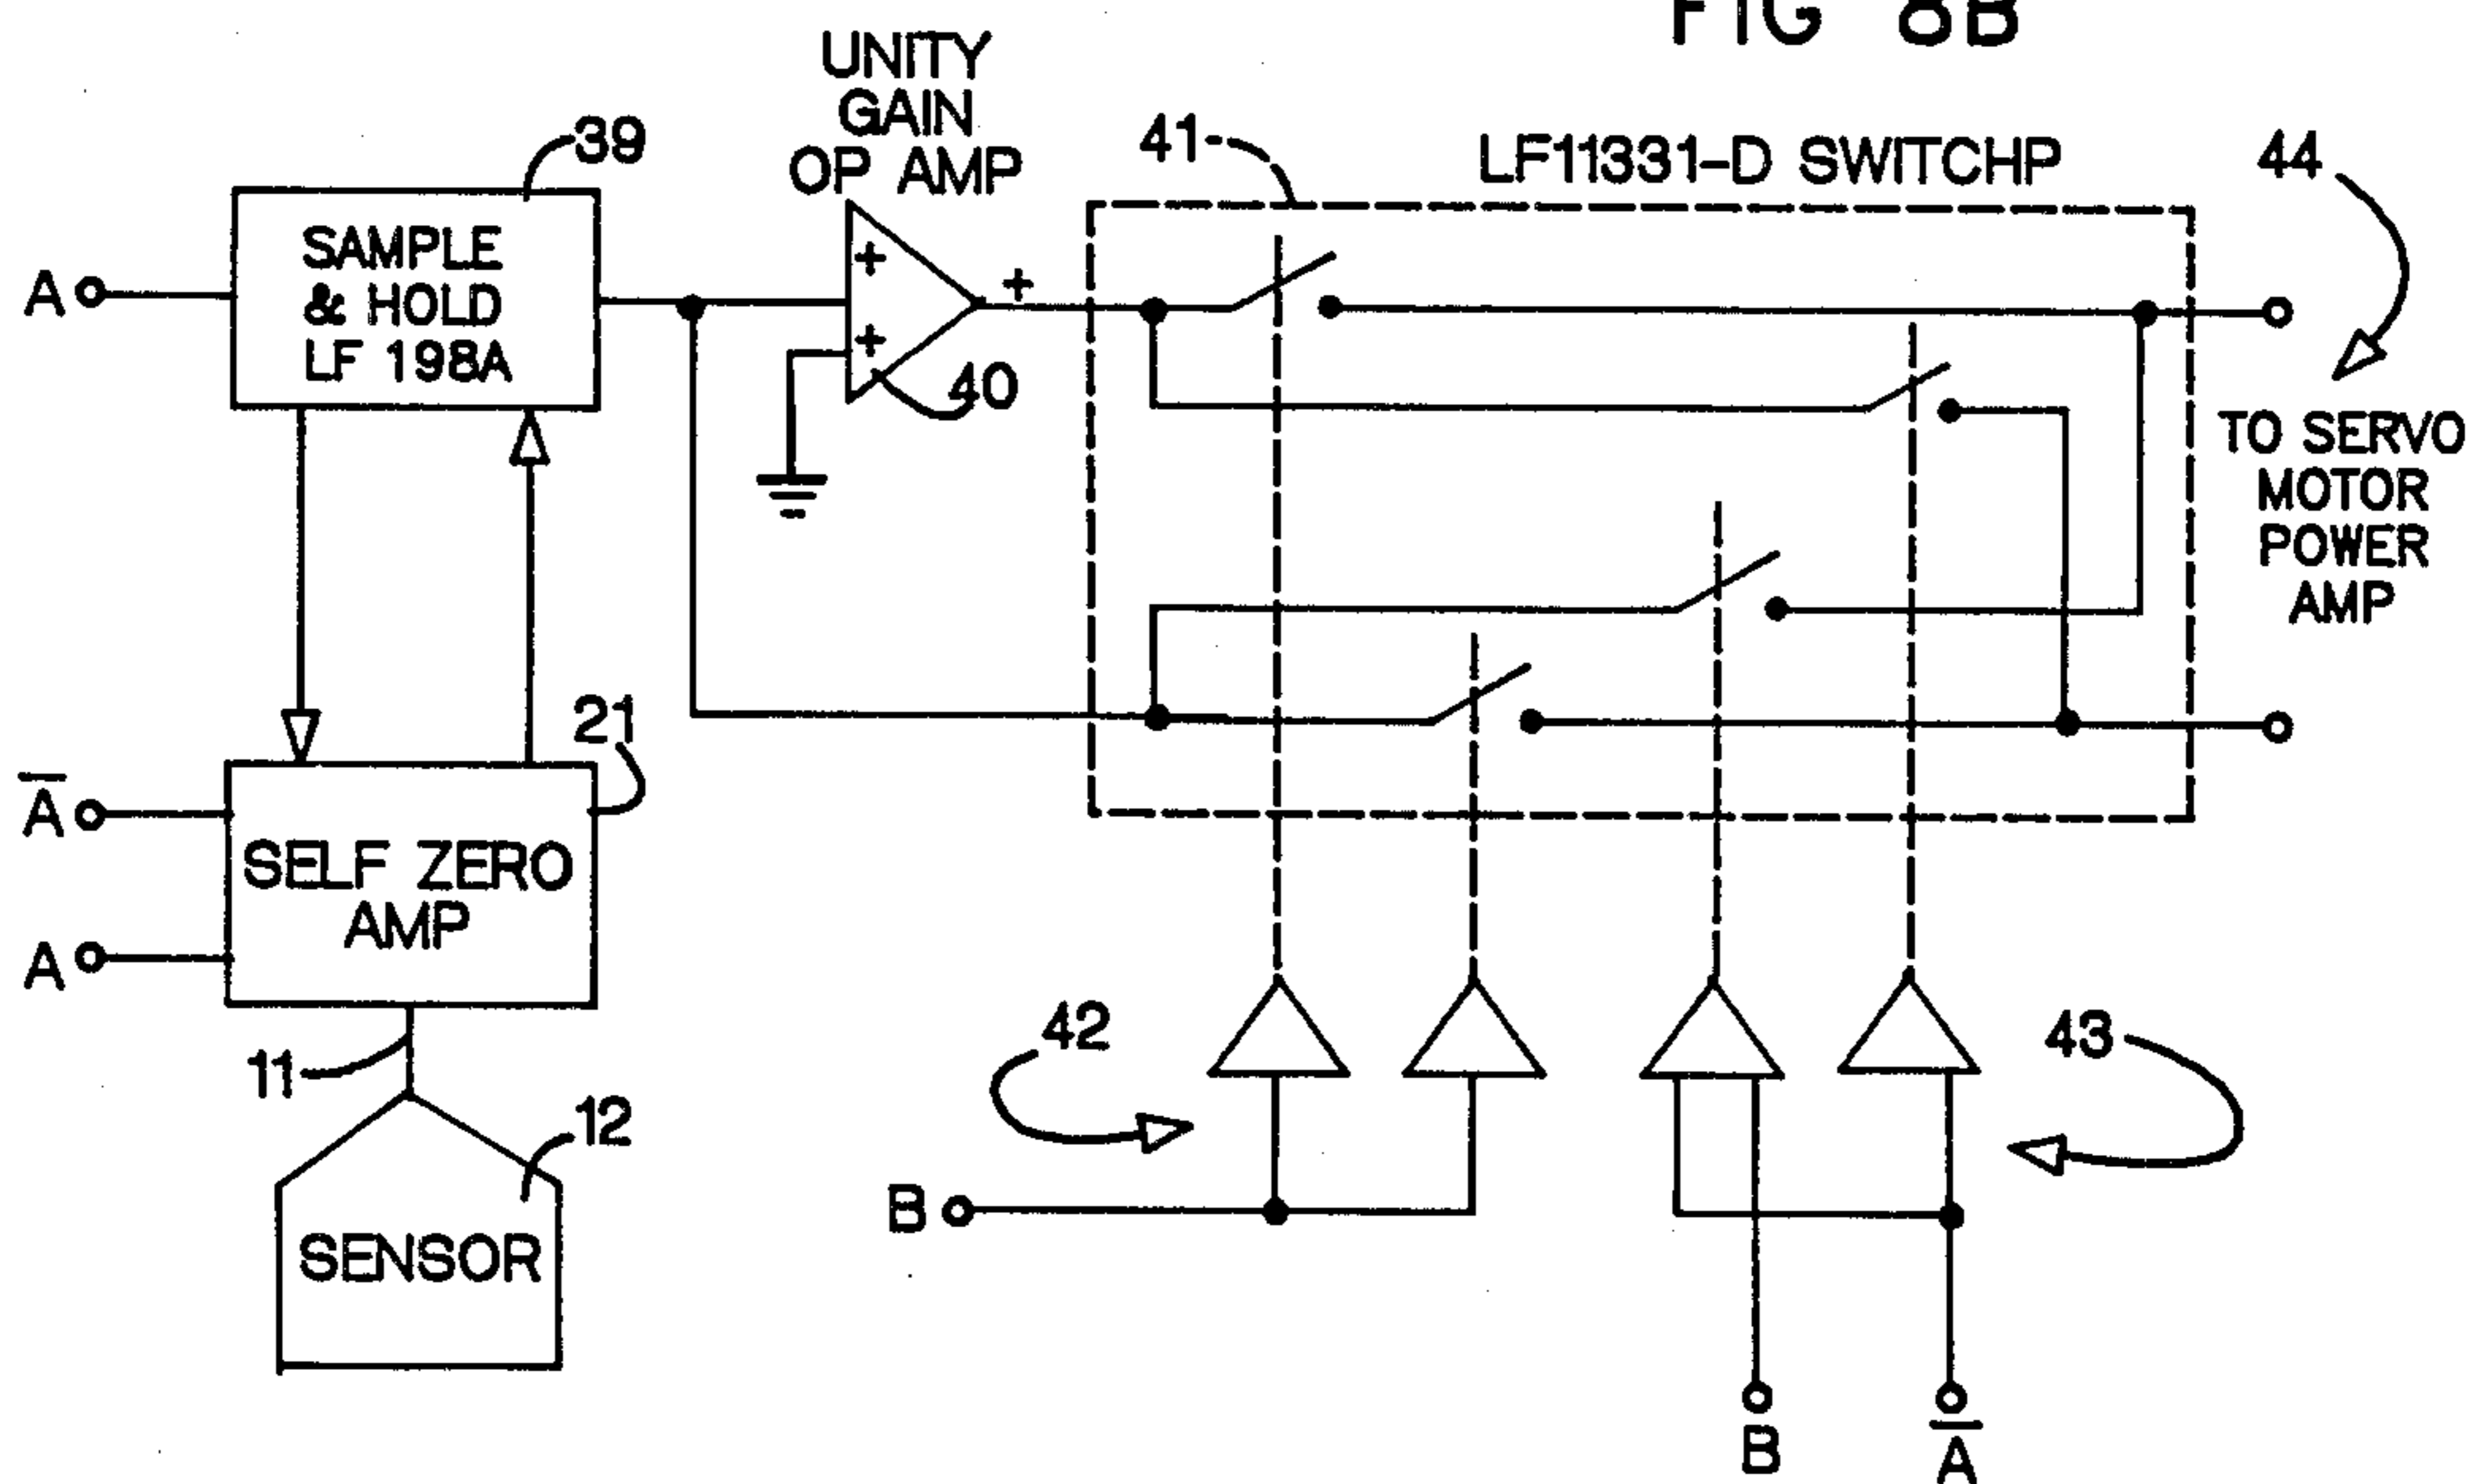 FIG 8B
UNITY
GAIN
OP AMP
39
41
LF11331-D SWITCHP
44
SAMPLE
& HOLD
LF 198A
A
+
+
+
40
TO SERVO
MOTOR
POWER
AMP
21
A̅
SELF ZERO
AMP
A
11
12
SENSOR
42
43
B
B
A̅